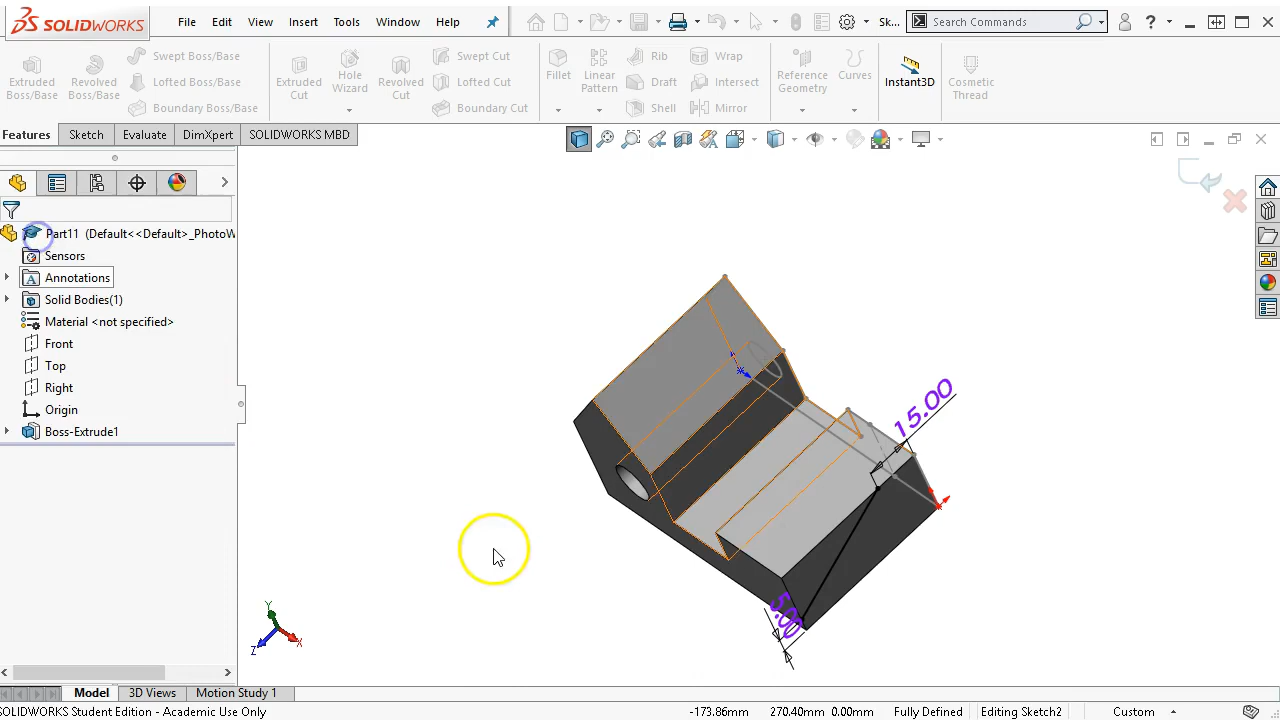 SOLIDWORKS File Edit View Insert Tools Window Help Sk... Search Commands ?
Extruded Boss/Base
Revolved Boss/Base
Swept Boss/Base
Lofted Boss/Base
Boundary Boss/Base
Extruded Cut
Hole Wizard
Revolved Cut
Swept Cut
Lofted Cut
Boundary Cut
Fillet
Linear Pattern
Rib
Draft
Shell
Wrap
Intersect
Mirror
Reference Geometry
Curves
Instant3D
Cosmetic Thread
Features Sketch Evaluate DimXpert SOLIDWORKS MBD
Part11 (Default<<Default>_PhotoW
Sensors
Annotations
Solid Bodies(1)
Material <not specified>
Front
Top
Right
Origin
Boss-Extrude1
15.00
5.00
Y
X
Z
Model 3D Views Motion Study 1
SOLIDWORKS Student Edition - Academic Use Only -173.86mm 270.40mm 0.00mm Fully Defined Editing Sketch2 Custom